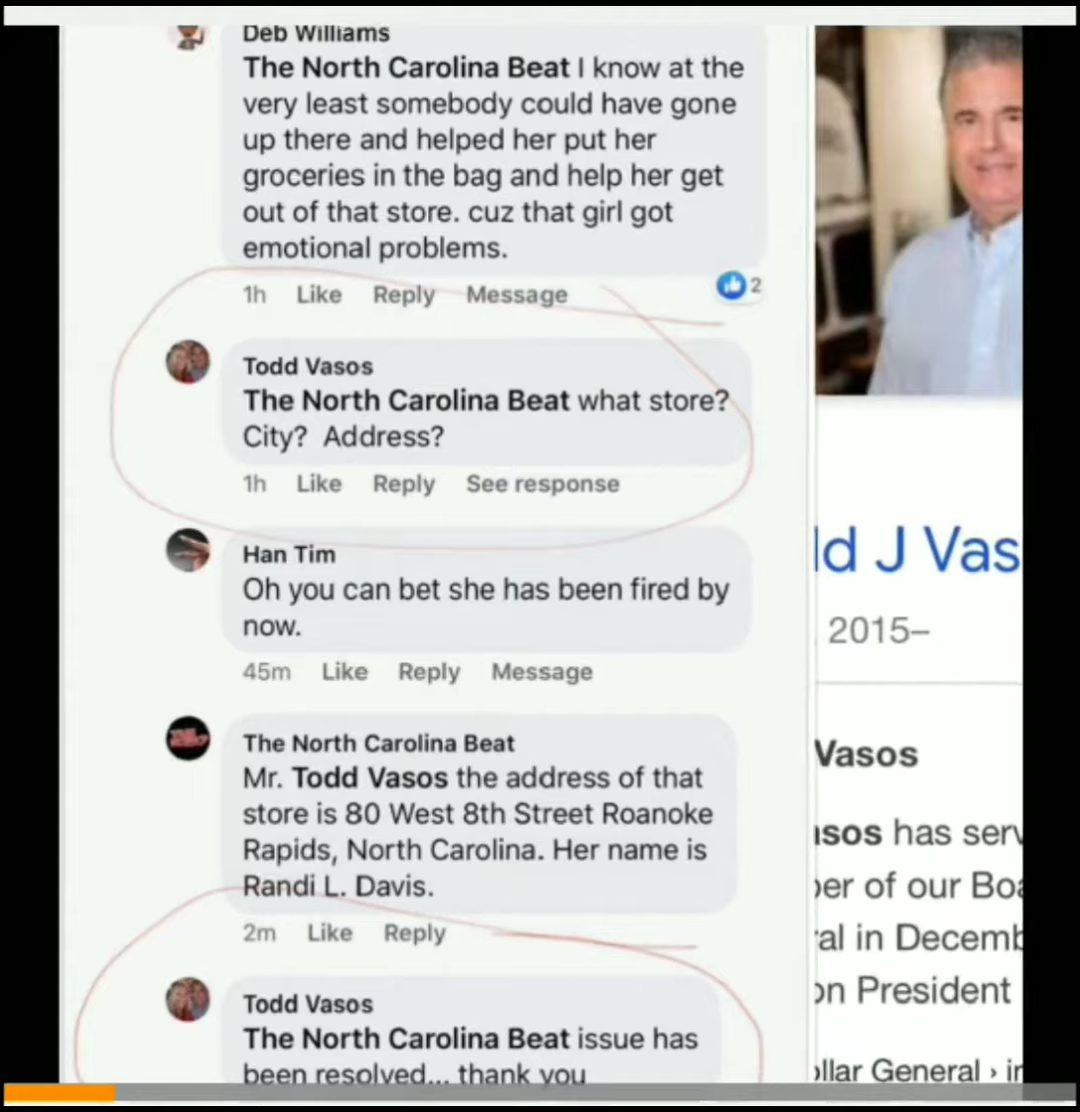 Deb Williams
The North Carolina Beat I know at the
very least somebody could have gone
up there and helped her put her
groceries in the bag and help her get
out of that store. cuz that girl got
emotional problems.
1h Like Reply Message 2
Todd Vasos
The North Carolina Beat what store?
City? Address?
1h Like Reply See response
Han Tim
Oh you can bet she has been fired by
now.
45m Like Reply Message
The North Carolina Beat
Mr. Todd Vasos the address of that
store is 80 West 8th Street Roanoke
Rapids, North Carolina. Her name is
Randi L. Davis.
2m Like Reply
Todd Vasos
The North Carolina Beat issue has
been resolved... thank you
ld J Vas
2015–
Vasos
sos has serv
er of our Boa
al in Decemb
on President
llar General › in